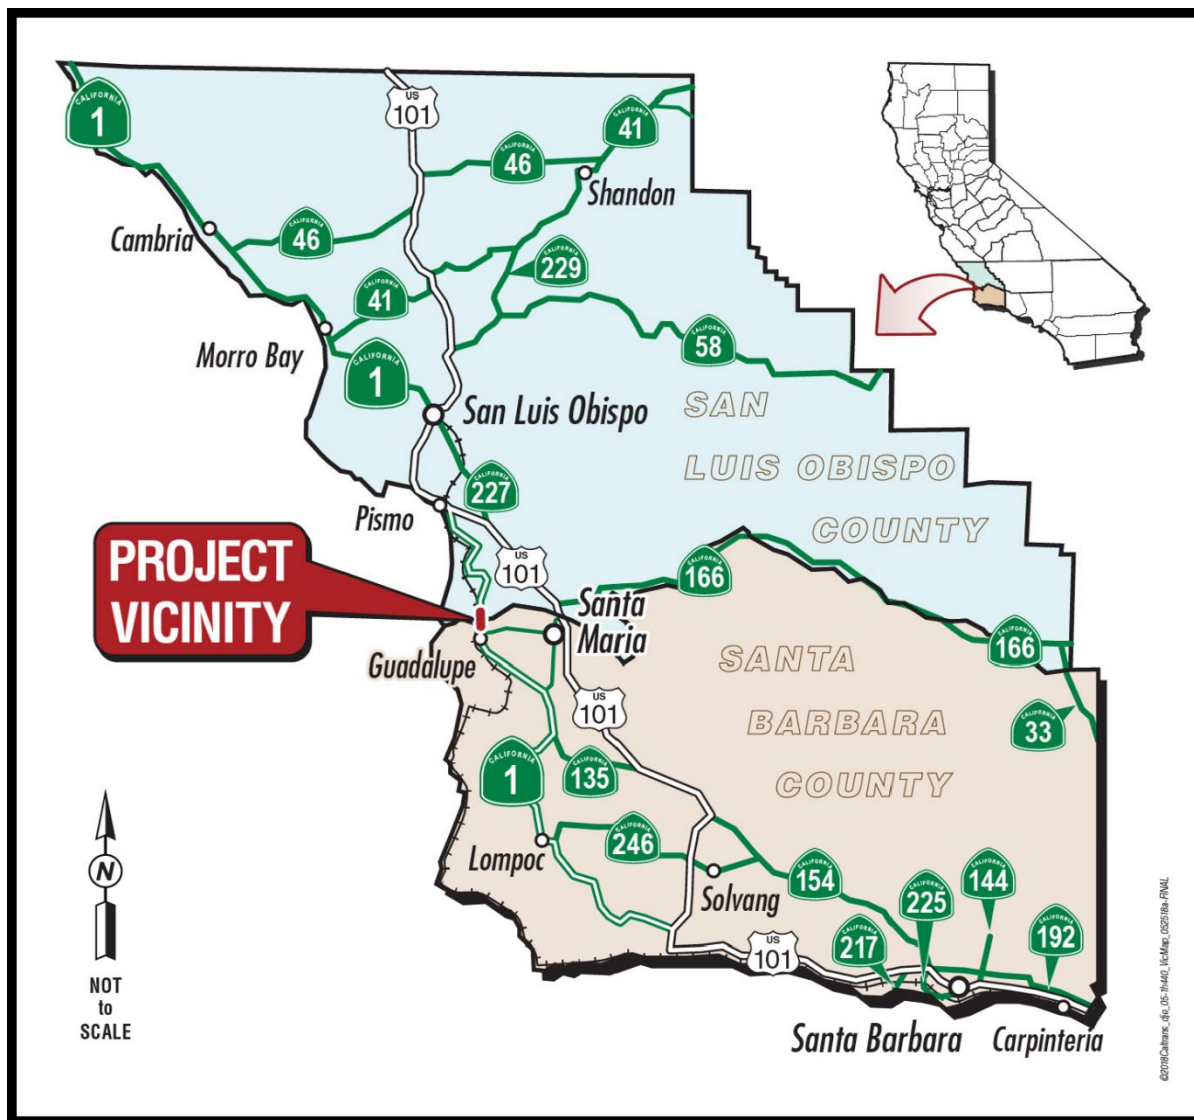 CALIFORNIA
1
US
101
CALIFORNIA
41
CALIFORNIA
46
Shandon
Cambria
CALIFORNIA
46
CALIFORNIA
229
CALIFORNIA
41
Morro Bay
CALIFORNIA
1
CALIFORNIA
58
San Luis Obispo
SAN
LUIS OBISPO
COUNTY
CALIFORNIA
227
Pismo
PROJECT
VICINITY
US
101
CALIFORNIA
166
Santa
Maria
CALIFORNIA
166
Guadalupe
SANTA
BARBARA
COUNTY
US
101
CALIFORNIA
33
CALIFORNIA
1
CALIFORNIA
135
N
NOT
to
SCALE
Lompoc
CALIFORNIA
246
Solvang
CALIFORNIA
154
CALIFORNIA
225
CALIFORNIA
144
CALIFORNIA
217
CALIFORNIA
192
US
101
Santa Barbara
Carpinteria